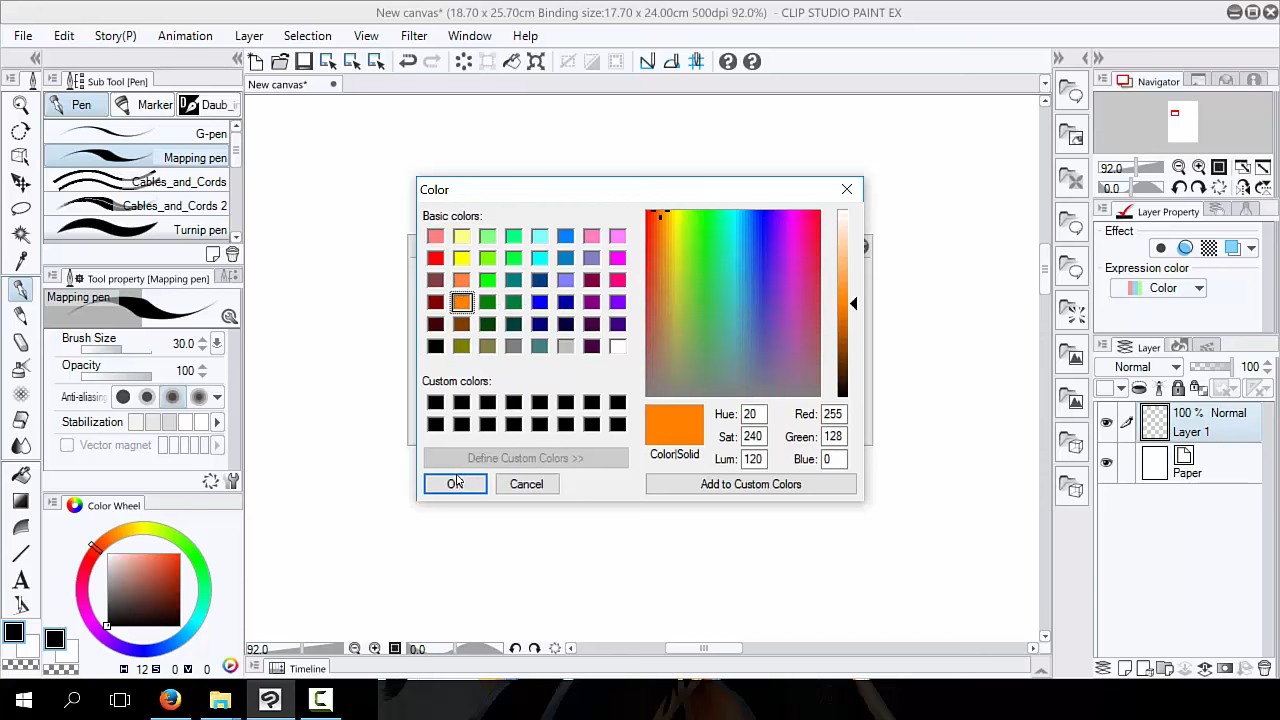 New canvas* (18.70 x 25.70cm Binding size:17.70 x 24.00cm 500dpi 92.0%) - CLIP STUDIO PAINT EX
File Edit Story(P) Animation Layer Selection View Filter Window Help
Sub Tool [Pen]
New canvas*
Navigator
Pen Marker Daub_in
G-pen
Mapping pen
Cables_and_Cords
Cables_and_Cords 2
Turnip pen
92.0
0.0
Layer Property
Effect
Expression color
Color
Tool property [Mapping pen]
Mapping pen
Brush Size 30.0
Opacity 100
Anti-aliasing
Stabilization
Vector magnet
Color
Basic colors:
Custom colors:
Define Custom Colors >>
OK Cancel
Hue: 20 Red: 255
Sat: 240 Green: 128
Color|Solid
Lum: 120 Blue: 0
Add to Custom Colors
Layer
Normal 100
100 % Normal
Layer 1
Paper
Color Wheel
H 12 S 0 V 0
92.0 0.0
Timeline